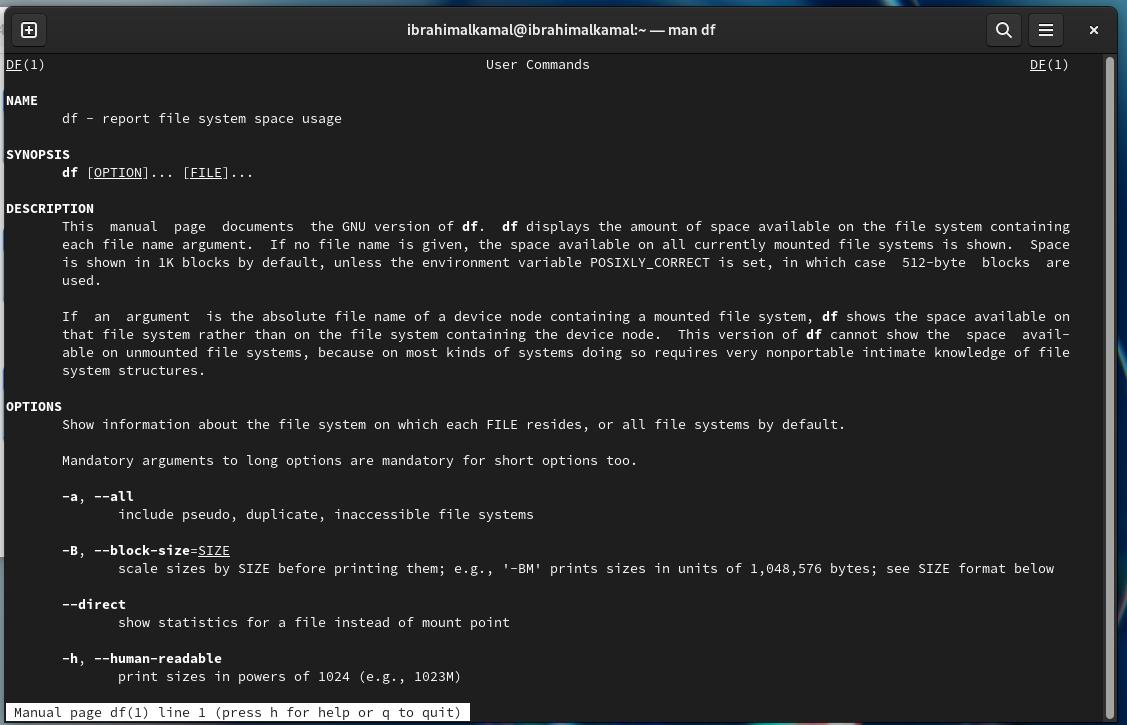 ibrahimalkamal@ibrahimalkamal:~ — man df
DF(1) User Commands DF(1)
NAME
df - report file system space usage
SYNOPSIS
df [OPTION]... [FILE]...
DESCRIPTION
This manual page documents the GNU version of df. df displays the amount of space available on the file system containing
each file name argument. If no file name is given, the space available on all currently mounted file systems is shown. Space
is shown in 1K blocks by default, unless the environment variable POSIXLY_CORRECT is set, in which case 512-byte blocks are
used.
If an argument is the absolute file name of a device node containing a mounted file system, df shows the space available on
that file system rather than on the file system containing the device node. This version of df cannot show the space avail-
able on unmounted file systems, because on most kinds of systems doing so requires very nonportable intimate knowledge of file
system structures.
OPTIONS
Show information about the file system on which each FILE resides, or all file systems by default.
Mandatory arguments to long options are mandatory for short options too.
-a, --all
include pseudo, duplicate, inaccessible file systems
-B, --block-size=SIZE
scale sizes by SIZE before printing them; e.g., '-BM' prints sizes in units of 1,048,576 bytes; see SIZE format below
--direct
show statistics for a file instead of mount point
-h, --human-readable
print sizes in powers of 1024 (e.g., 1023M)
Manual page df(1) line 1 (press h for help or q to quit)